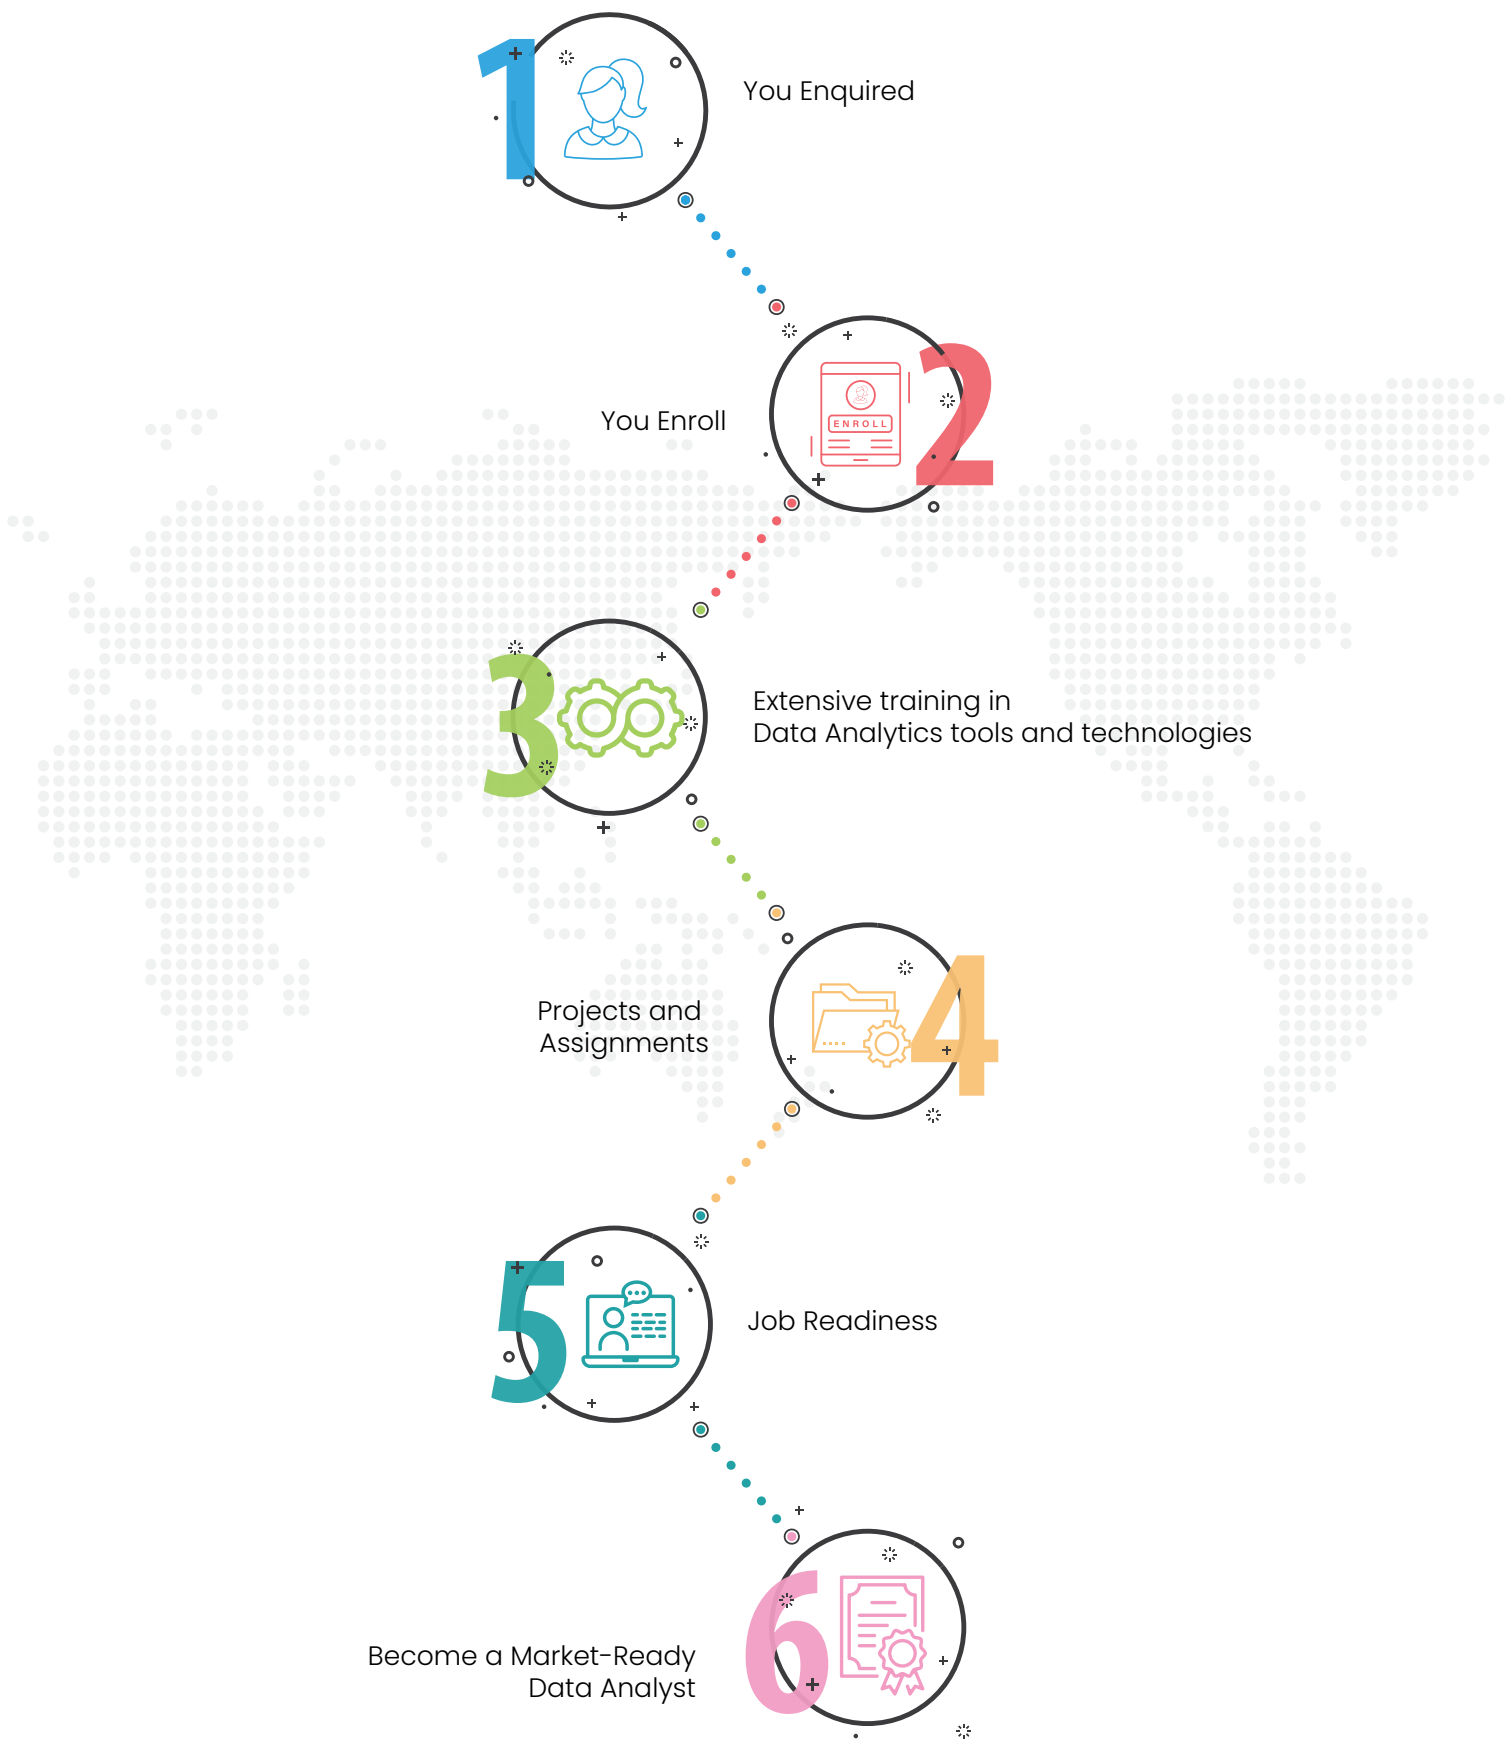 1
You Enquired
2
ENROLL
You Enroll
3
Extensive training in
Data Analytics tools and technologies
4
Projects and
Assignments
5
Job Readiness
6
Become a Market-Ready
Data Analyst